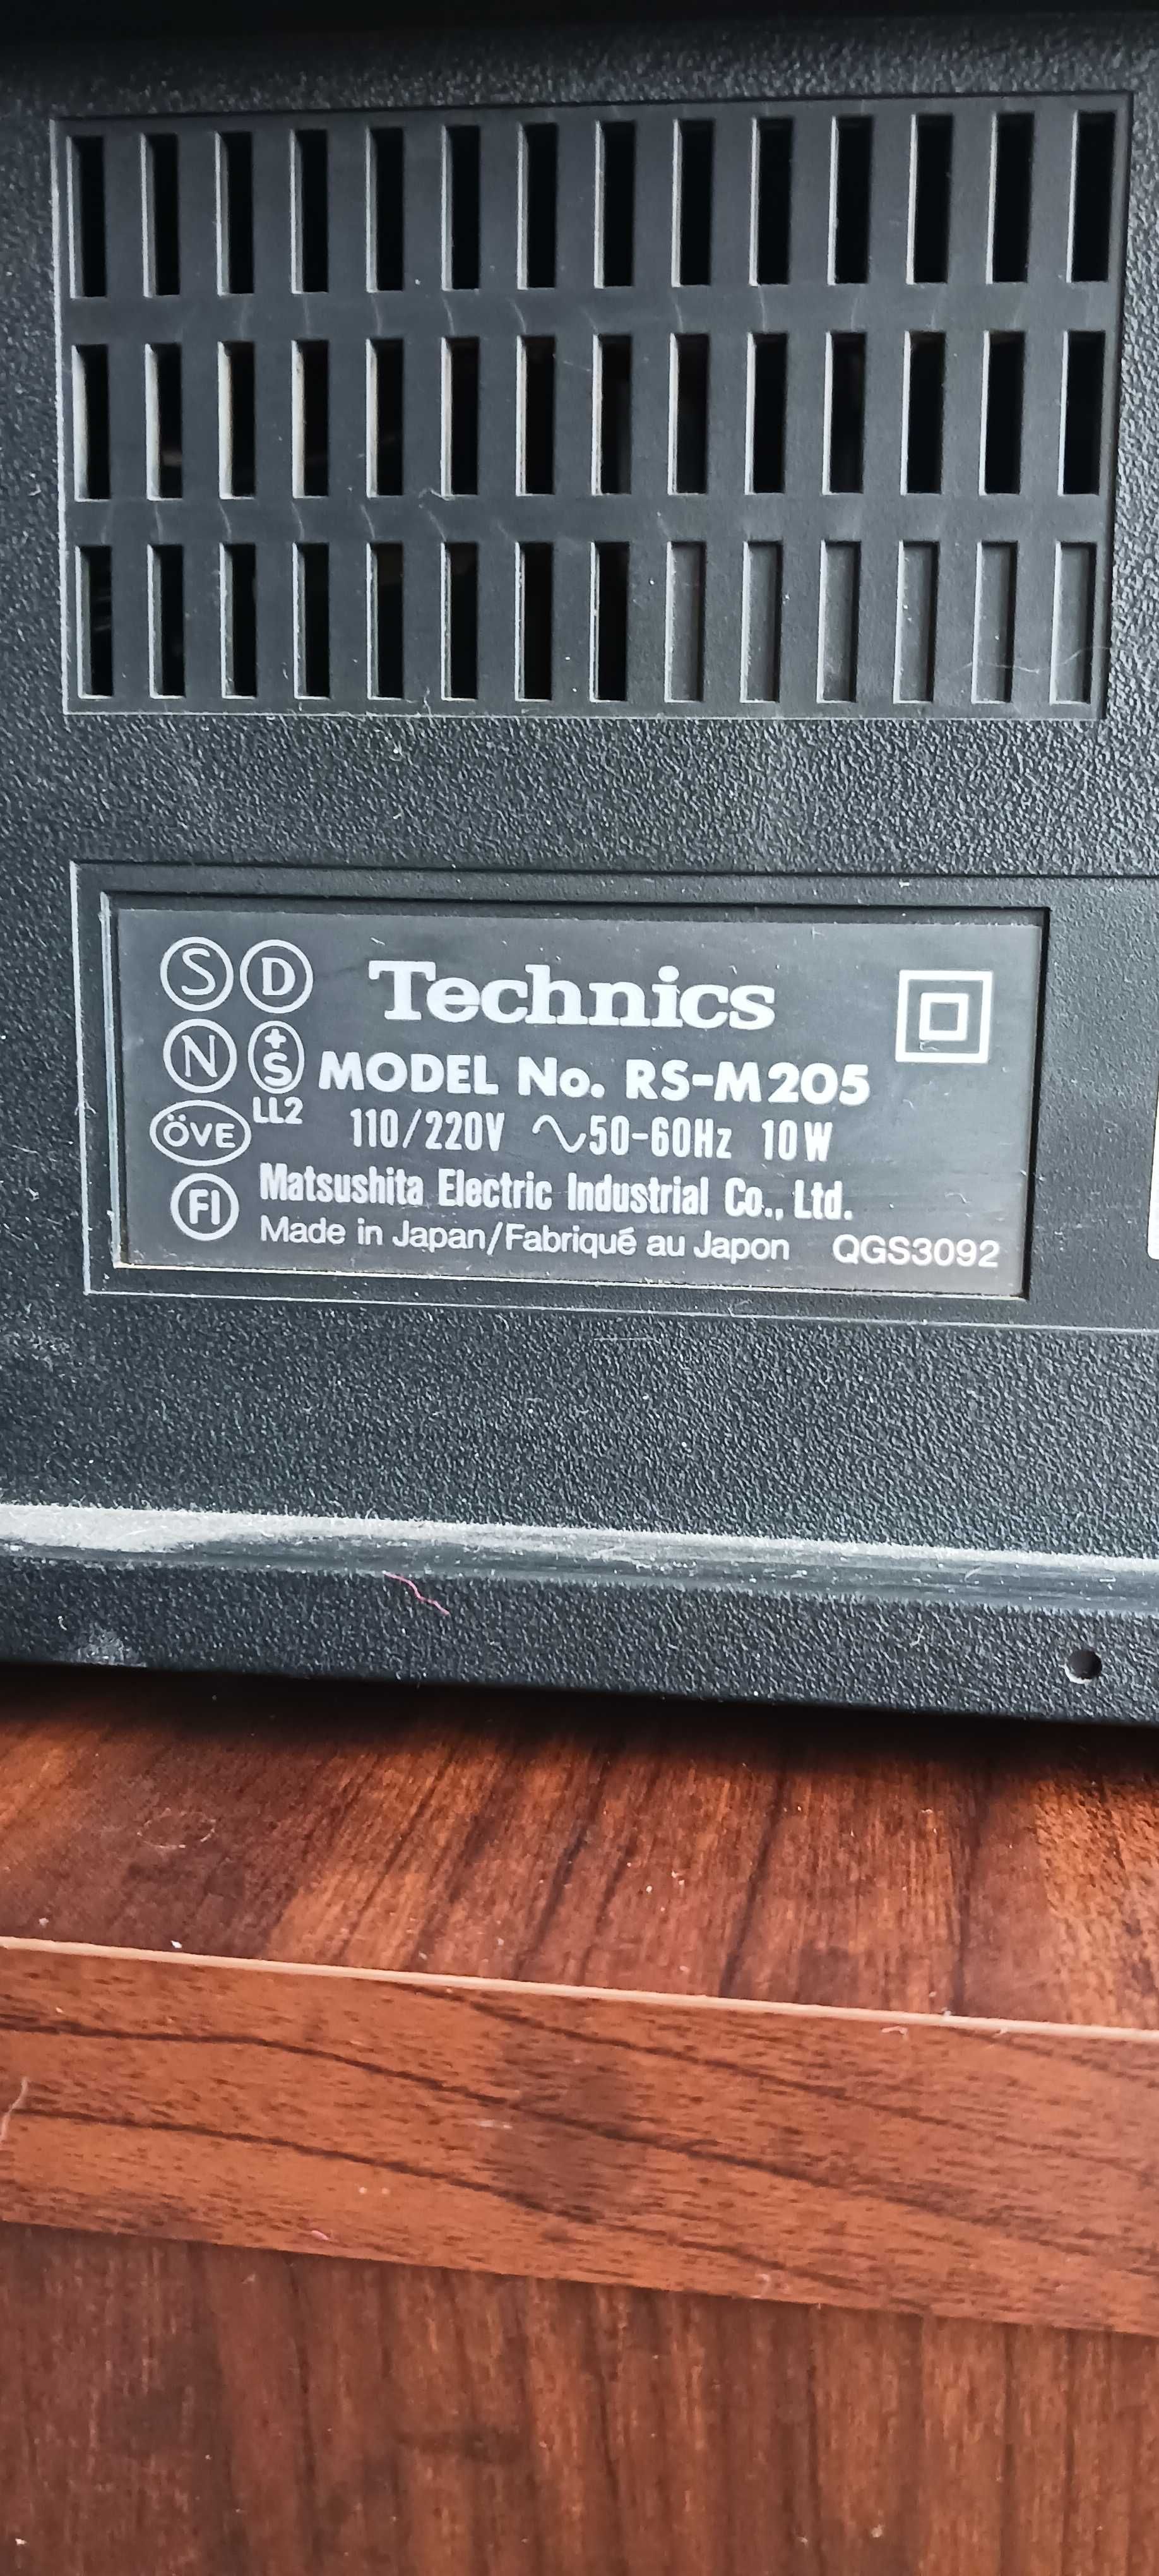 S D
Technics
N +S
MODEL No. RS-M205
LL2
110/220V ∿50-60Hz 10W
ÖVE
Matsushita Electric Industrial Co., Ltd.
FI
Made in Japan/Fabriqué au Japon QGS3092